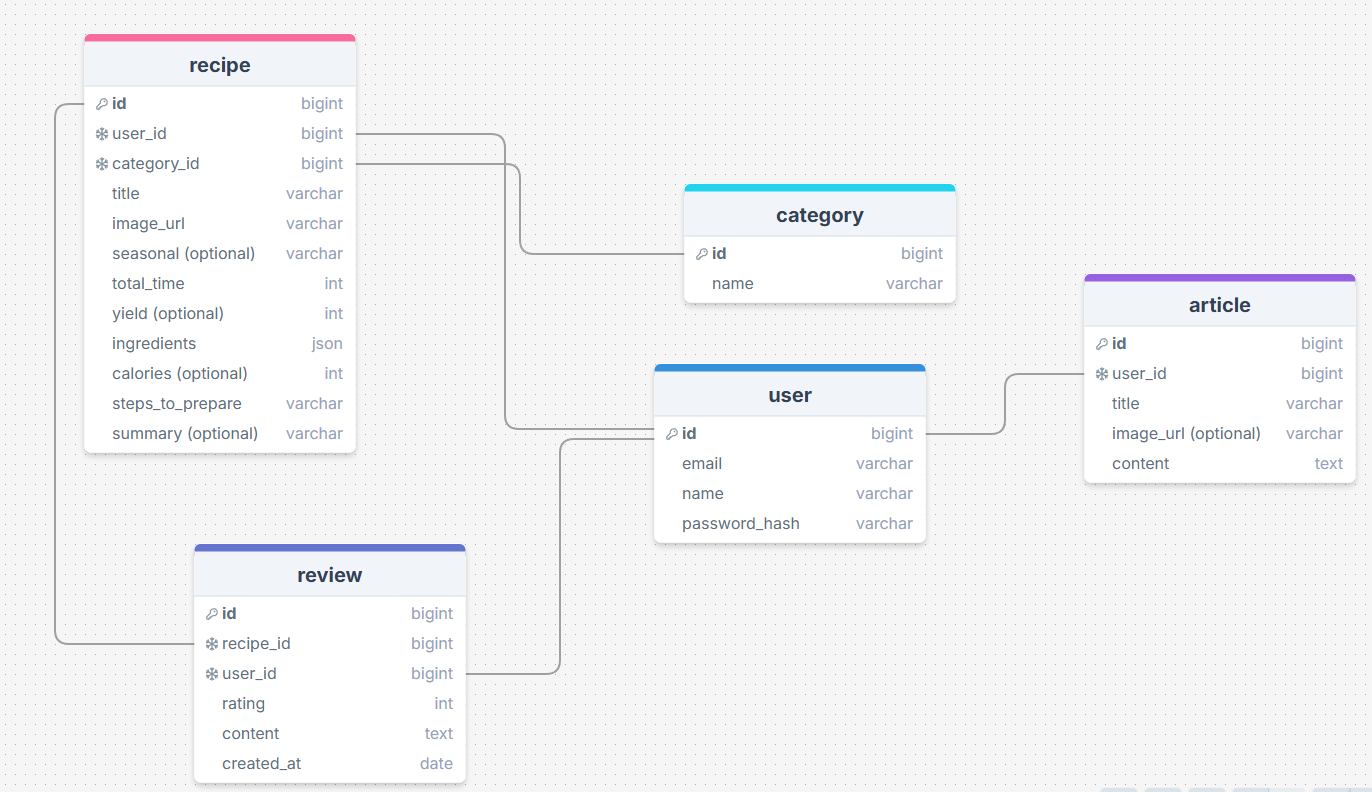 recipe
id bigint
user_id bigint
category_id bigint
title varchar
image_url varchar
seasonal (optional) varchar
total_time int
yield (optional) int
ingredients json
calories (optional) int
steps_to_prepare varchar
summary (optional) varchar
category
id bigint
name varchar
article
id bigint
user_id bigint
title varchar
image_url (optional) varchar
content text
user
id bigint
email varchar
name varchar
password_hash varchar
review
id bigint
recipe_id bigint
user_id bigint
rating int
content text
created_at date